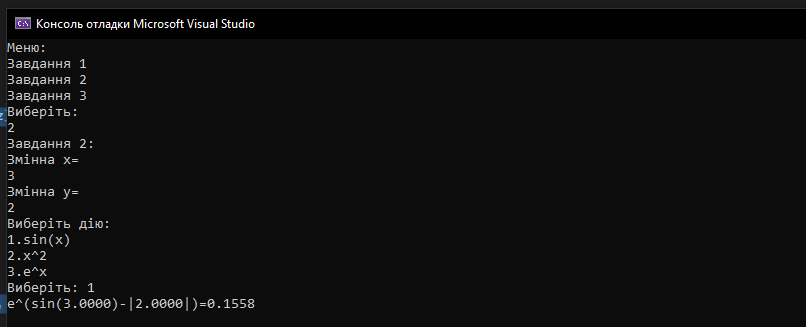 Консоль отладки Microsoft Visual Studio
Меню:
Завдання 1
Завдання 2
Завдання 3
Виберіть:
2
Завдання 2:
Змінна x=
3
Змінна y=
2
Виберіть дію:
1.sin(x)
2.x^2
3.e^x
Виберіть: 1
e^(sin(3.0000)-|2.0000|)=0.1558